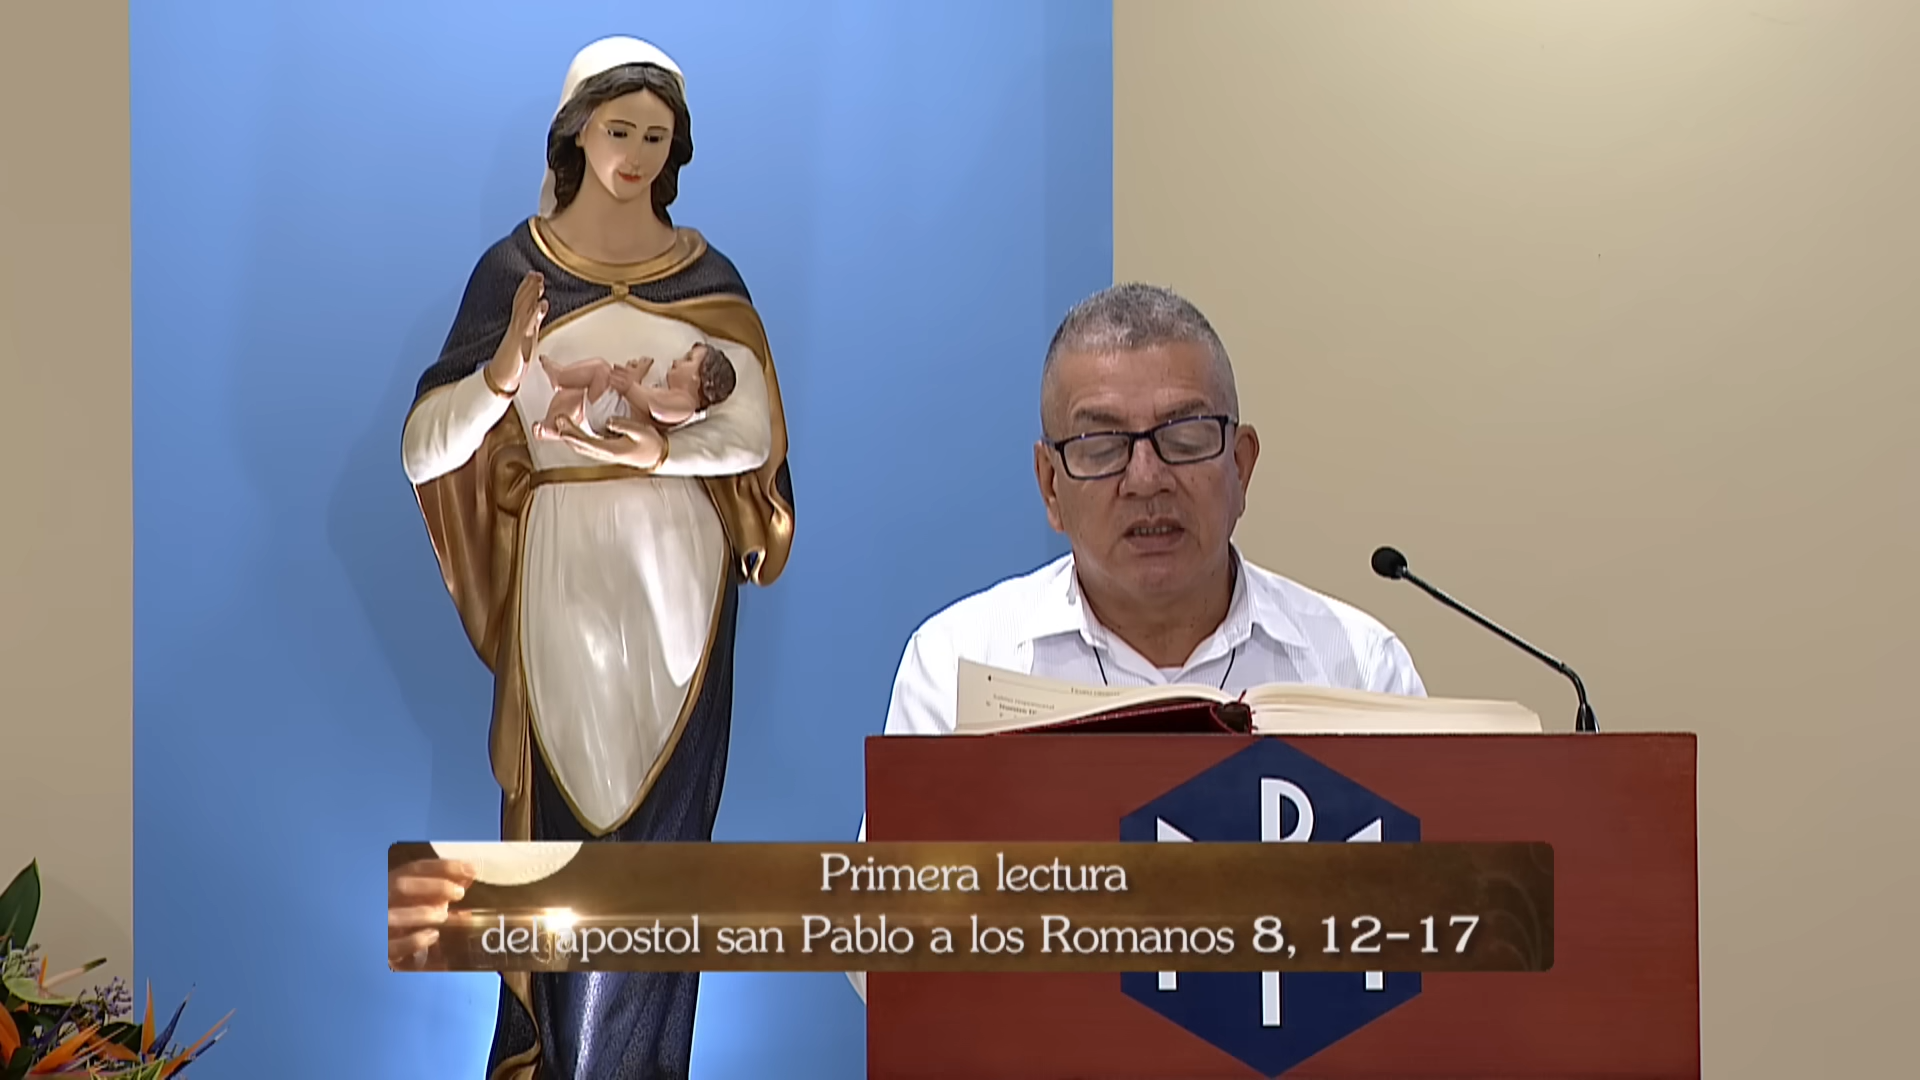 Primera lectura
del apostol san Pablo a los Romanos 8, 12-17